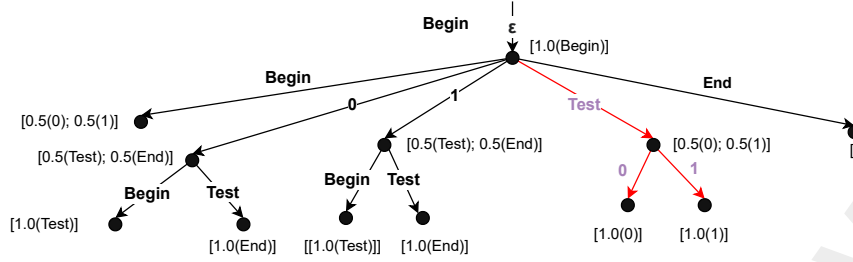 Begin
ε
[1.0(Begin)]
Begin
0
1
Test
End
[0.5(0); 0.5(1)]
[0.5(Test); 0.5(End)]
[0.5(Test); 0.5(End)]
[0.5(0); 0.5(1)]
[
Begin
Test
Begin
Test
0
1
[1.0(Test)]
[1.0(End)]
[[1.0(Test)]]
[1.0(End)]
[1.0(0)]
[1.0(1)]